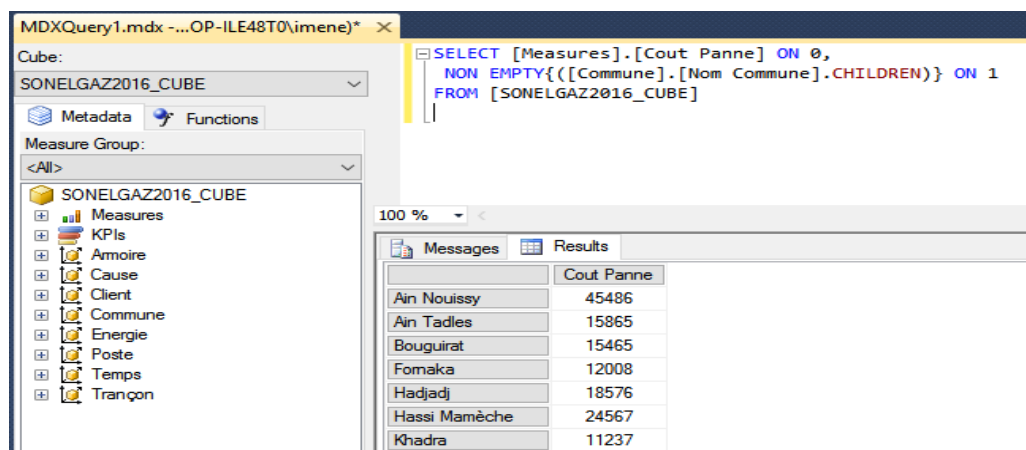 MDXQuery1.mdx -...OP-ILE48T0\imene)*
Cube:
SONELGAZ2016_CUBE
Metadata Functions
Measure Group:
<All>
SONELGAZ2016_CUBE
Measures
KPIs
Armoire
Cause
Client
Commune
Energie
Poste
Temps
Trançon
SELECT [Measures].[Cout Panne] ON 0,
NON EMPTY{([Commune].[Nom Commune].CHILDREN)} ON 1
FROM [SONELGAZ2016_CUBE]
100 %
Messages Results
Cout Panne
Ain Nouissy 45486
Ain Tadles 15865
Bouguirat 15465
Fornaka 12008
Hadjadj 18576
Hassi Mamèche 24567
Khadra 11237